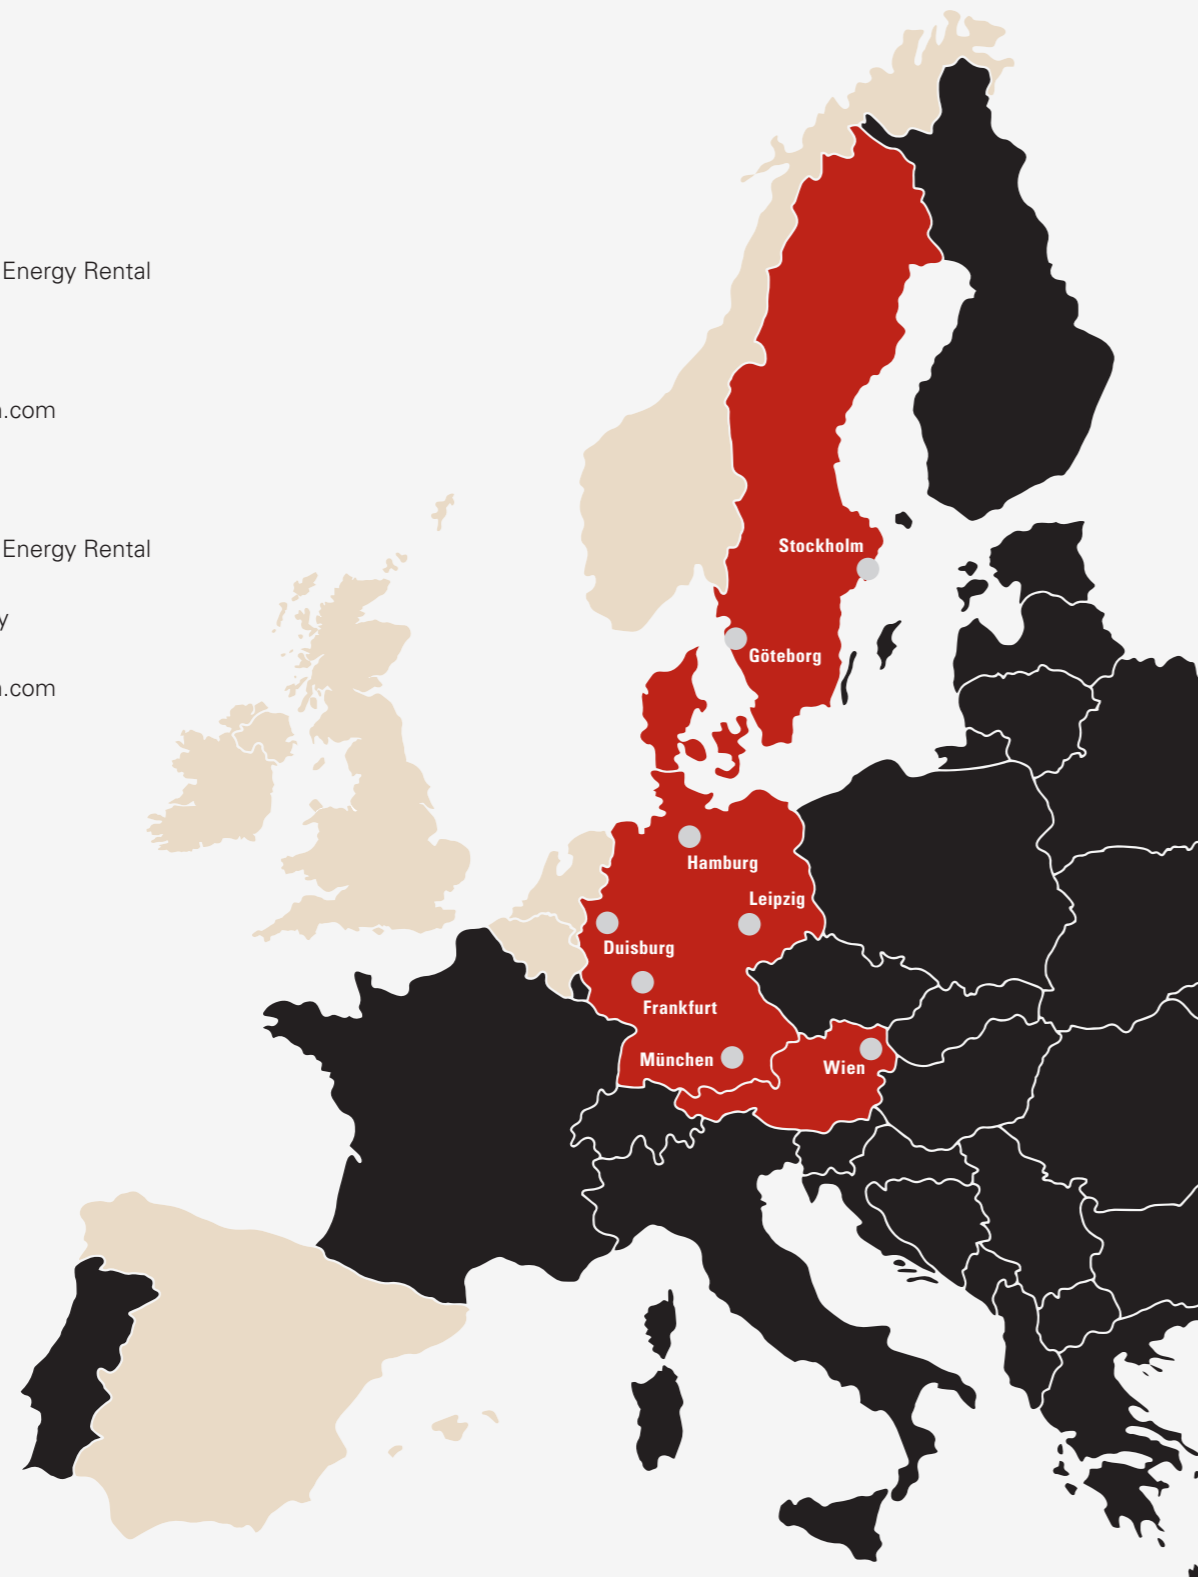 Energy Rental
.com
Energy Rental
y
.com
Stockholm
Göteborg
Hamburg
Leipzig
Duisburg
Frankfurt
München
Wien